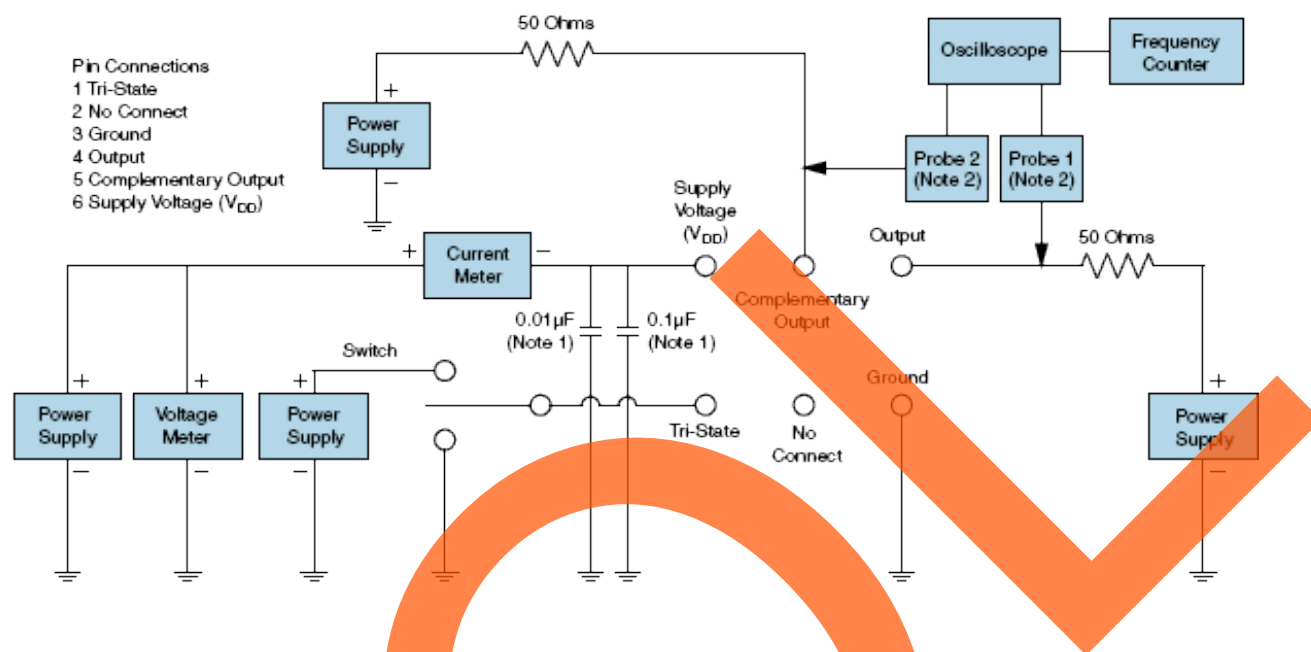 50 Ohms
Pin Connections
1 Tri-State
2 No Connect
3 Ground
4 Output
5 Complementary Output
6 Supply Voltage (VDD)
+
Power
Supply
−
Oscilloscope
Frequency
Counter
Probe 2
(Note 2)
Probe 1
(Note 2)
Supply
Voltage
(VDD)
Output
50 Ohms
+
Current
Meter
−
Complementary
Output
0.01µF
(Note 1)
0.1µF
(Note 1)
Switch
Ground
+
Power
Supply
−
+
Voltage
Meter
−
+
Power
Supply
−
Tri-State
No
Connect
+
Power
Supply
−